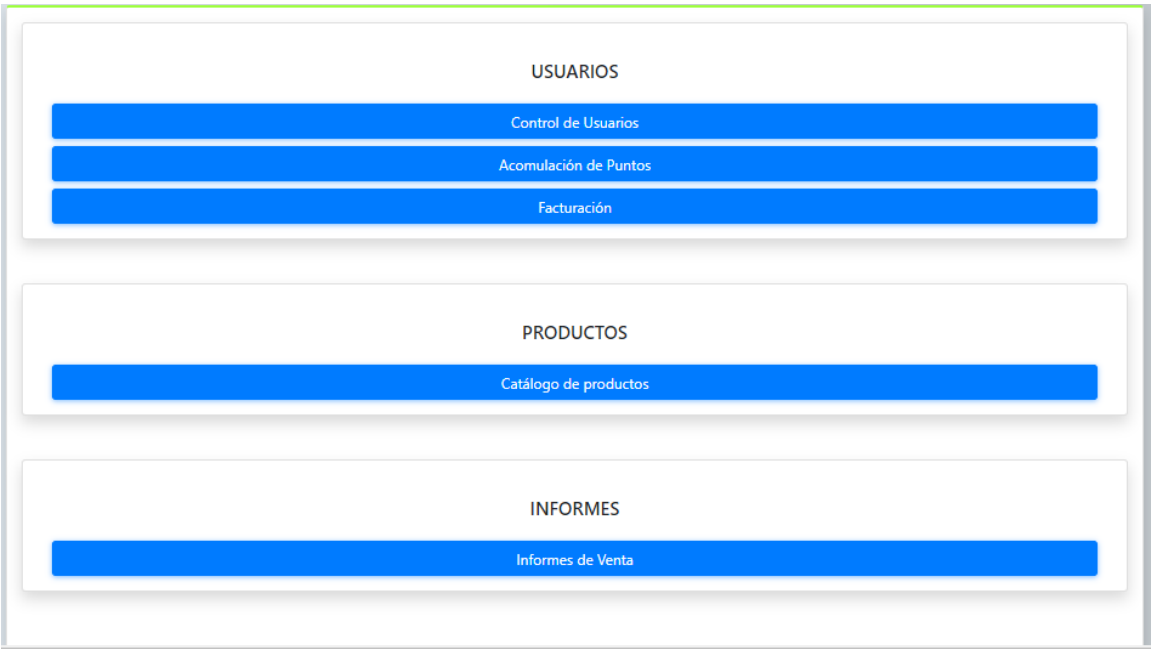 USUARIOS
Control de Usuarios
Acomulación de Puntos
Facturación
PRODUCTOS
Catálogo de productos
INFORMES
Informes de Venta